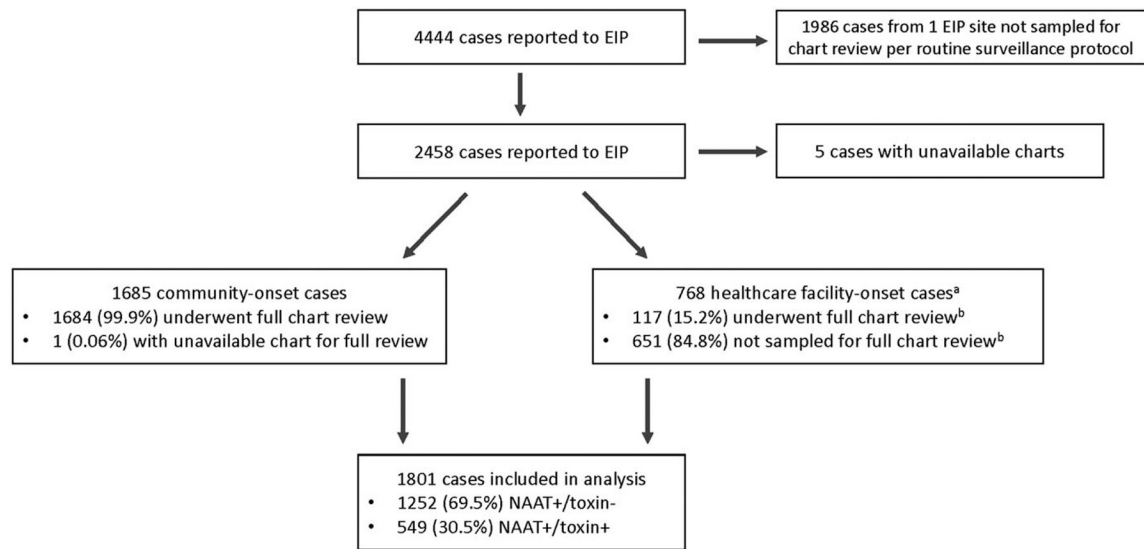 4444 cases reported to EIP
1986 cases from 1 EIP site not sampled for
chart review per routine surveillance protocol
2458 cases reported to EIP
5 cases with unavailable charts
1685 community-onset cases
• 1684 (99.9%) underwent full chart review
• 1 (0.06%) with unavailable chart for full review
768 healthcare facility-onset casesᵃ
• 117 (15.2%) underwent full chart reviewᵇ
• 651 (84.8%) not sampled for full chart reviewᵇ
1801 cases included in analysis
• 1252 (69.5%) NAAT+/toxin-
• 549 (30.5%) NAAT+/toxin+